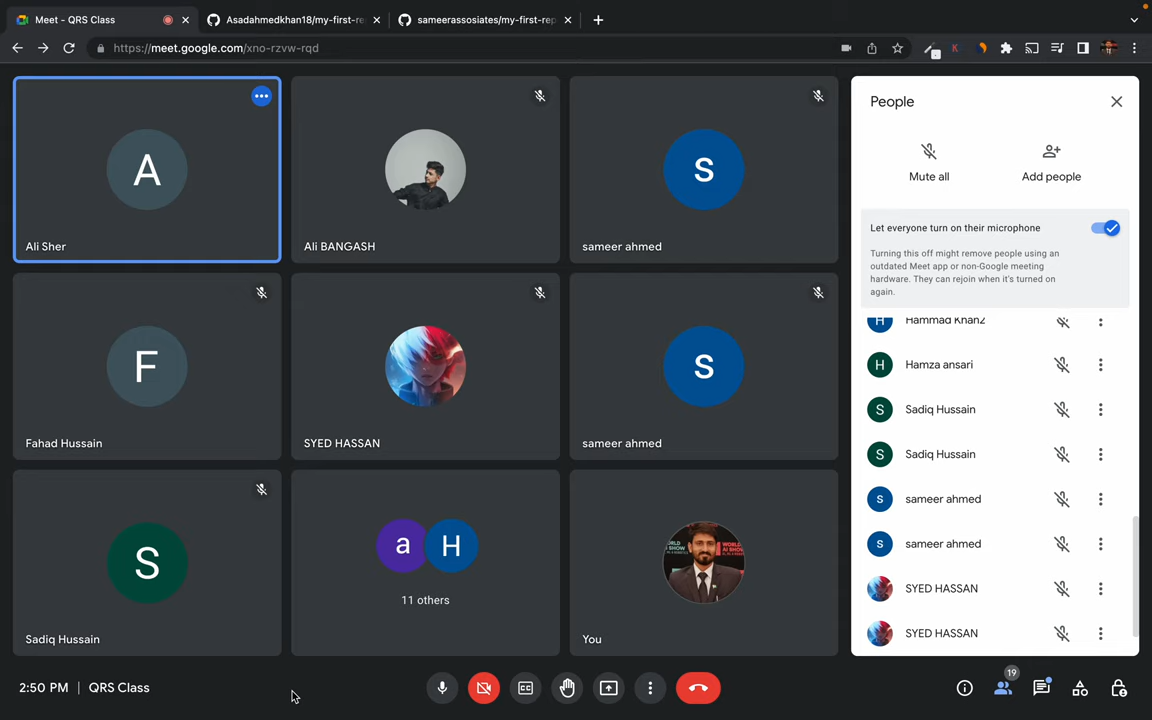 Meet - QRS Class
Asadahmedkhan18/my-first-re
sameerassosiates/my-first-rep
https://meet.google.com/xno-rzvw-rqd
K
A
Ali Sher
Ali BANGASH
S
sameer ahmed
F
Fahad Hussain
SYED HASSAN
S
sameer ahmed
S
Sadiq Hussain
a
H
11 others
You
People
Mute all
Add people
Let everyone turn on their microphone
Turning this off might remove people using an
outdated Meet app or non-Google meeting
hardware. They can rejoin when it's turned on
again.
H Hammad Khan2
H Hamza ansari
S Sadiq Hussain
S Sadiq Hussain
S sameer ahmed
S sameer ahmed
SYED HASSAN
SYED HASSAN
2:50 PM | QRS Class
CC
19